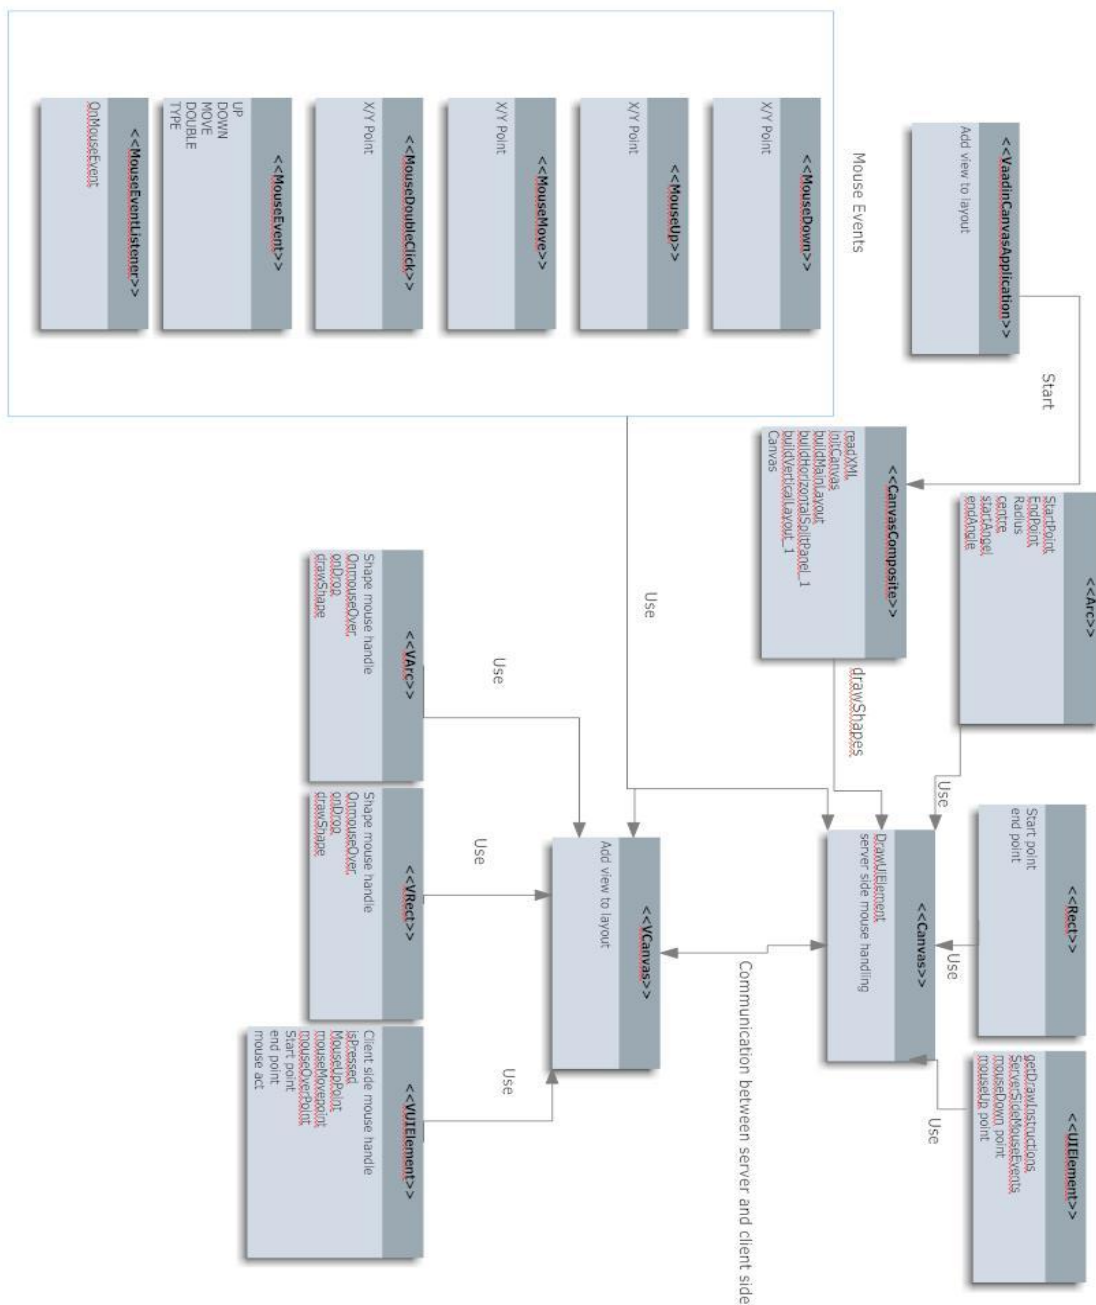 <<VaadinCanvasApplication>>
Add view to layout
Start
Mouse Events
<<MouseDown>>
X/Y Point
<<MouseUp>>
X/Y Point
<<MouseMove>>
X/Y Point
<<MouseDoubleClick>>
X/Y Point
<<MouseEvent>>
UP
DOWN
MOVE
DOUBLE
TYPE
<<MouseEventListener>>
OnMouseEvent
<<Arc>>
StartPoint
EndPoint
Radius
centre
startAngel
endAngle
<<CanvasComposite>>
readXML
initCanvas
buildMainLayout
buildHorizontalSplitPanel_1
buildVerticalLayout_1
Canvas
drawShapes
Use
Use
<<Rect>>
Start point
end point
Use
<<UIElement>>
getDrawInstructions
ServerSideMouseEvents
mouseDown point
mouseUp point
Use
<<Canvas>>
DrawUIElement
server side mouse handling
Communication between server and client side
<<VCanvas>>
Add view to layout
Use
Use
Use
<<VArc>>
Shape mouse handle
OnmouseOver
onDrop
drawShape
<<VRect>>
Shape mouse handle
OnmouseOver
onDrop
drawShape
<<VUIElement>>
Client side mouse handle
isPressed
MouseUpPoint
mouseMovepoint
mouseOverPoint
Start point
end point
mouse act